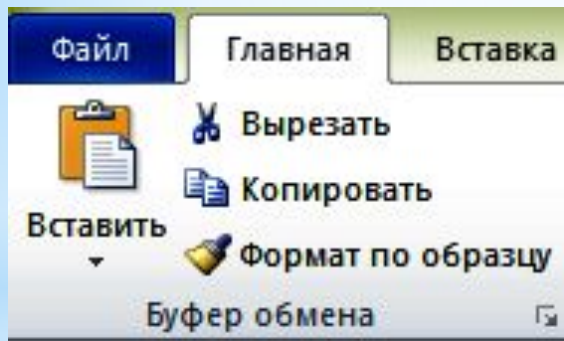 Файл Главная Вставка
Вырезать
Копировать
Вставить
Формат по образцу
Буфер обмена